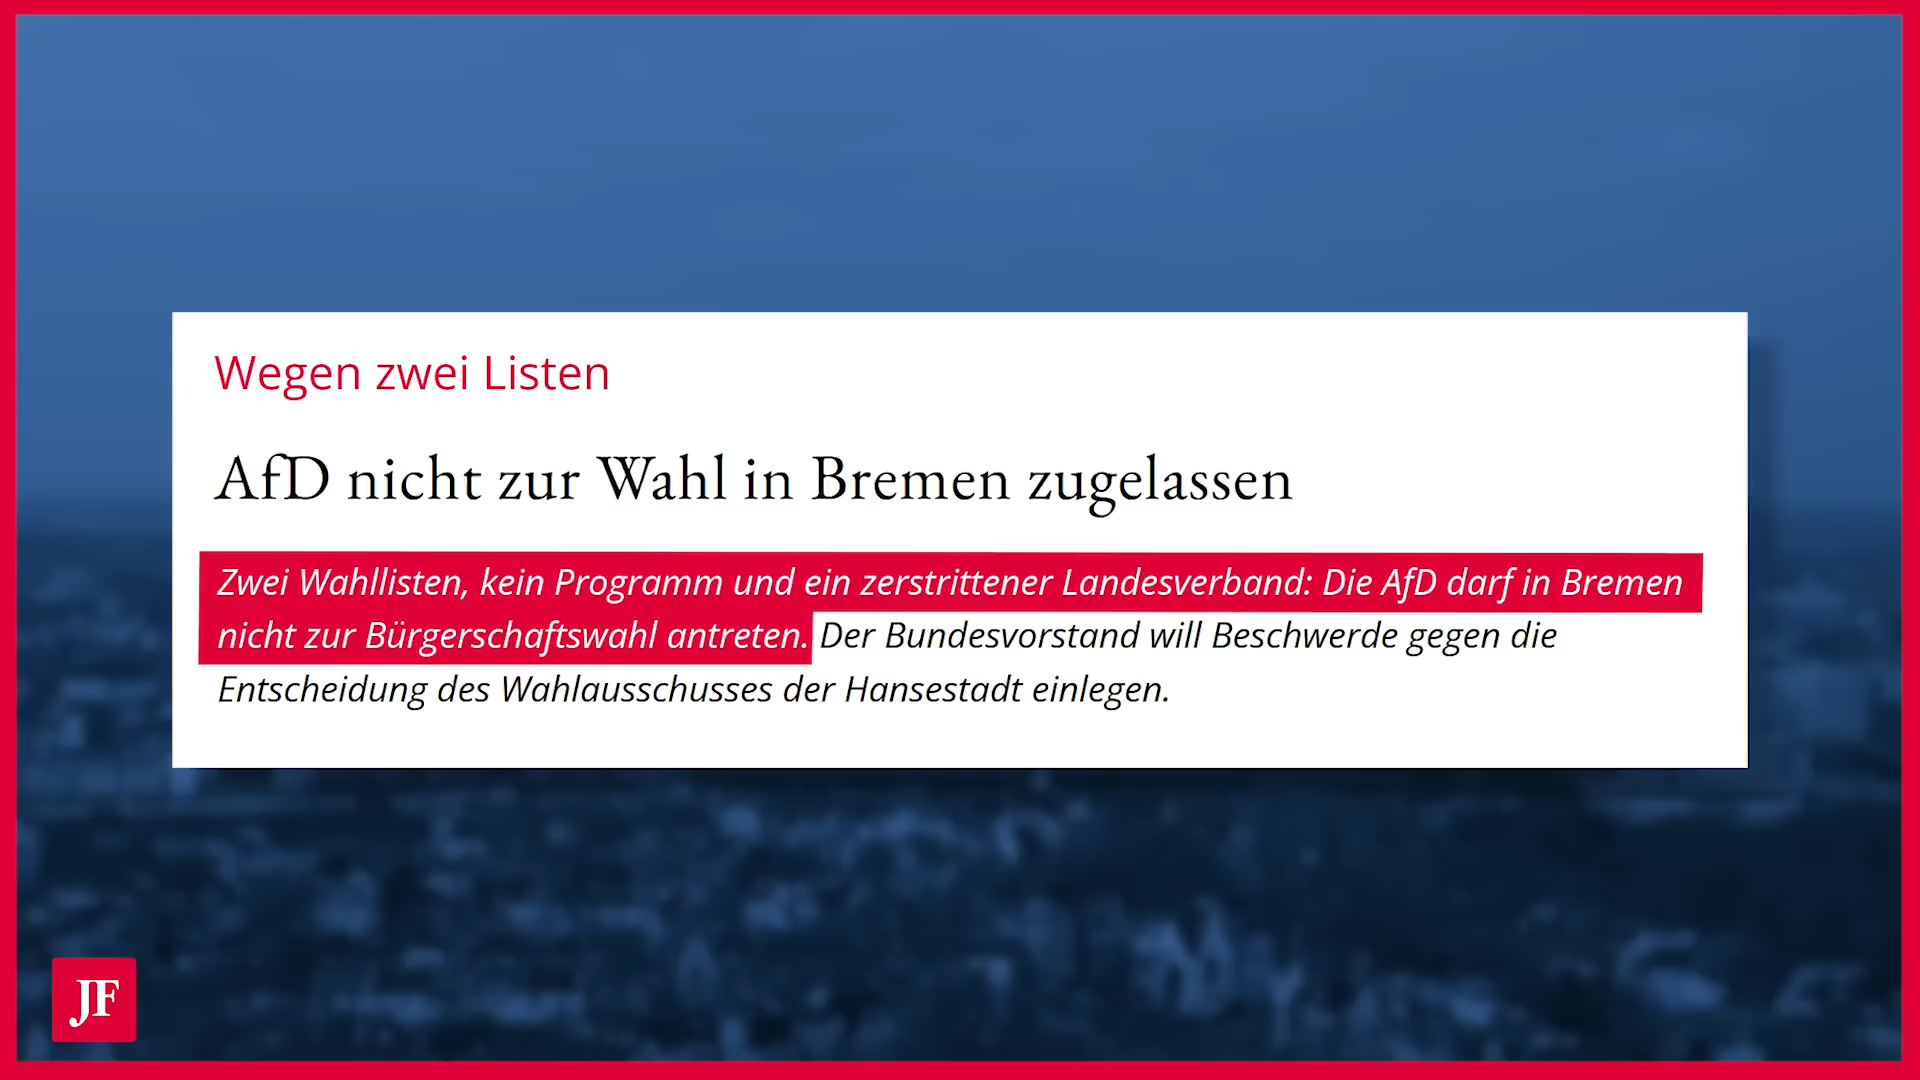 Wegen zwei Listen
AfD nicht zur Wahl in Bremen zugelassen
Zwei Wahllisten, kein Programm und ein zerstrittener Landesverband: Die AfD darf in Bremen
nicht zur Bürgerschaftswahl antreten. Der Bundesvorstand will Beschwerde gegen die
Entscheidung des Wahlausschusses der Hansestadt einlegen.
JF